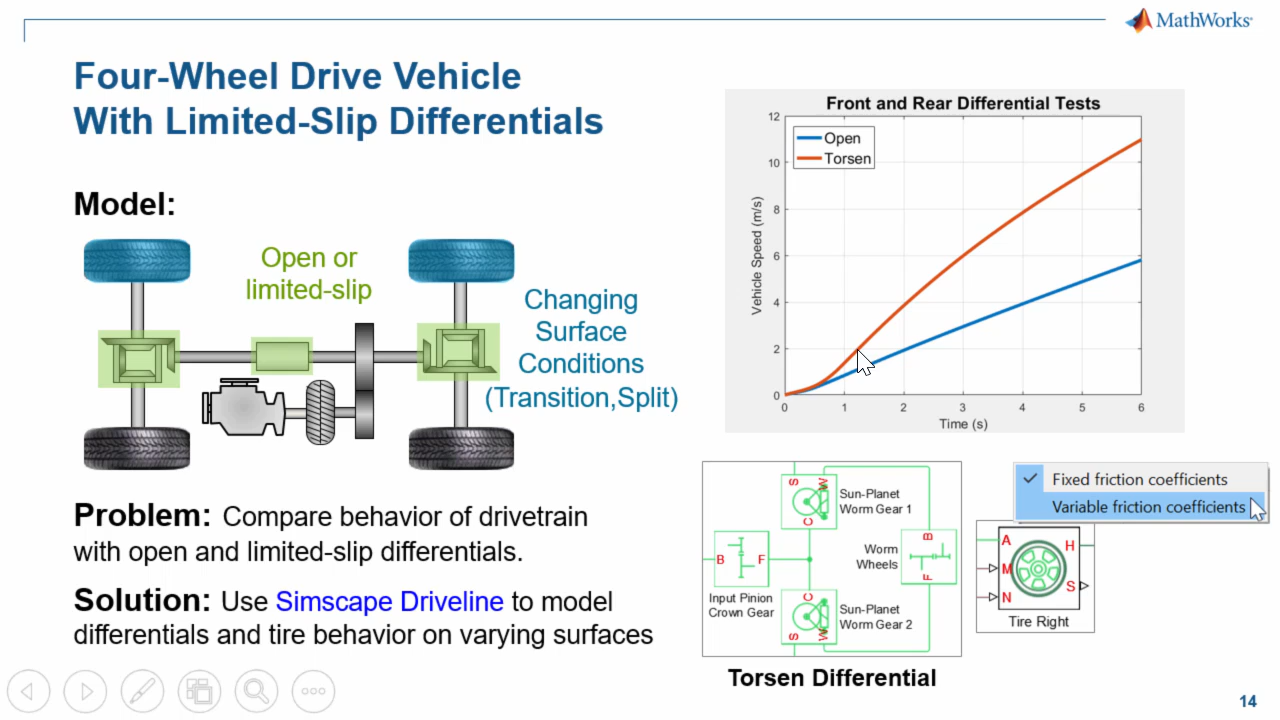 MathWorks
Four-Wheel Drive Vehicle
With Limited-Slip Differentials
Model:
Open or
limited-slip
Changing
Surface
Conditions
(Transition,Split)
Problem: Compare behavior of drivetrain
with open and limited-slip differentials.
Solution: Use Simscape Driveline to model
differentials and tire behavior on varying surfaces
Front and Rear Differential Tests
Open
Torsen
Vehicle Speed (m/s)
12
10
8
6
4
2
0
0 1 2 3 4 5 6
Time (s)
S
W
C
Sun-Planet
Worm Gear 1
B F
Input Pinion
Crown Gear
Worm
Wheels
B
F
C
S
W
Sun-Planet
Worm Gear 2
Torsen Differential
Fixed friction coefficients
Variable friction coefficients
A
H
M
S
N
Tire Right
14